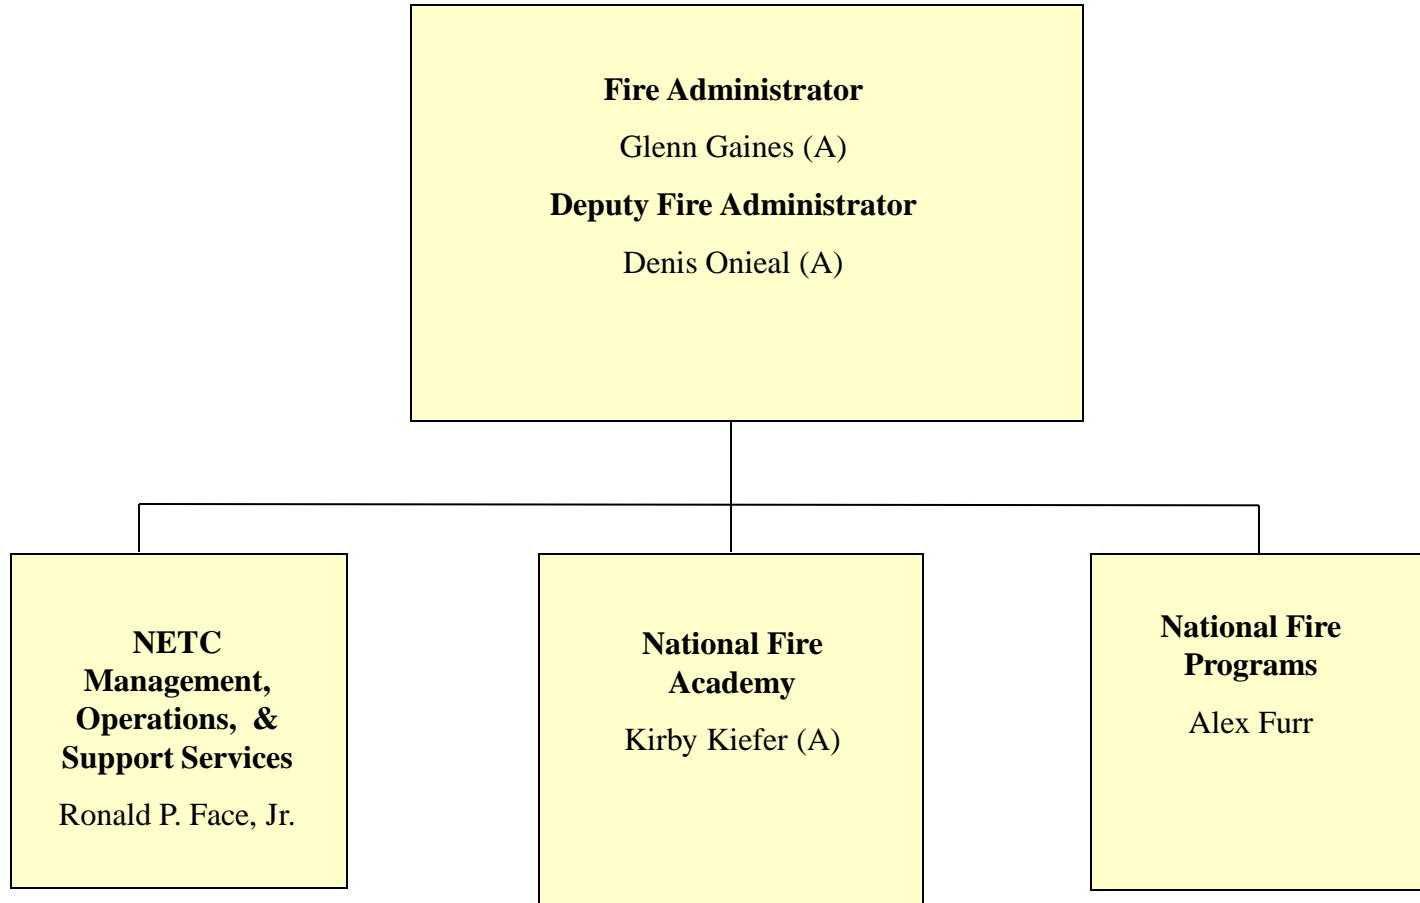 Fire Administrator
Glenn Gaines (A)
Deputy Fire Administrator
Denis Onieal (A)
NETC
Management,
Operations, &
Support Services
Ronald P. Face, Jr.
National Fire
Academy
Kirby Kiefer (A)
National Fire
Programs
Alex Furr